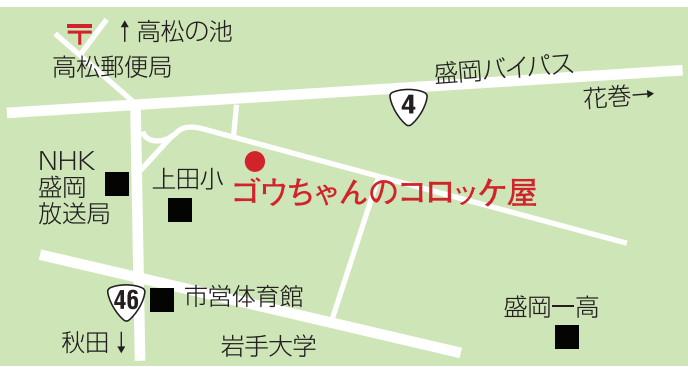 〒
↑高松の池
高松郵便局
盛岡バイパス
4
花巻→
NHK
盛岡
放送局
上田小
ゴウちゃんのコロッケ屋
46
市営体育館
盛岡一高
秋田↓
岩手大学